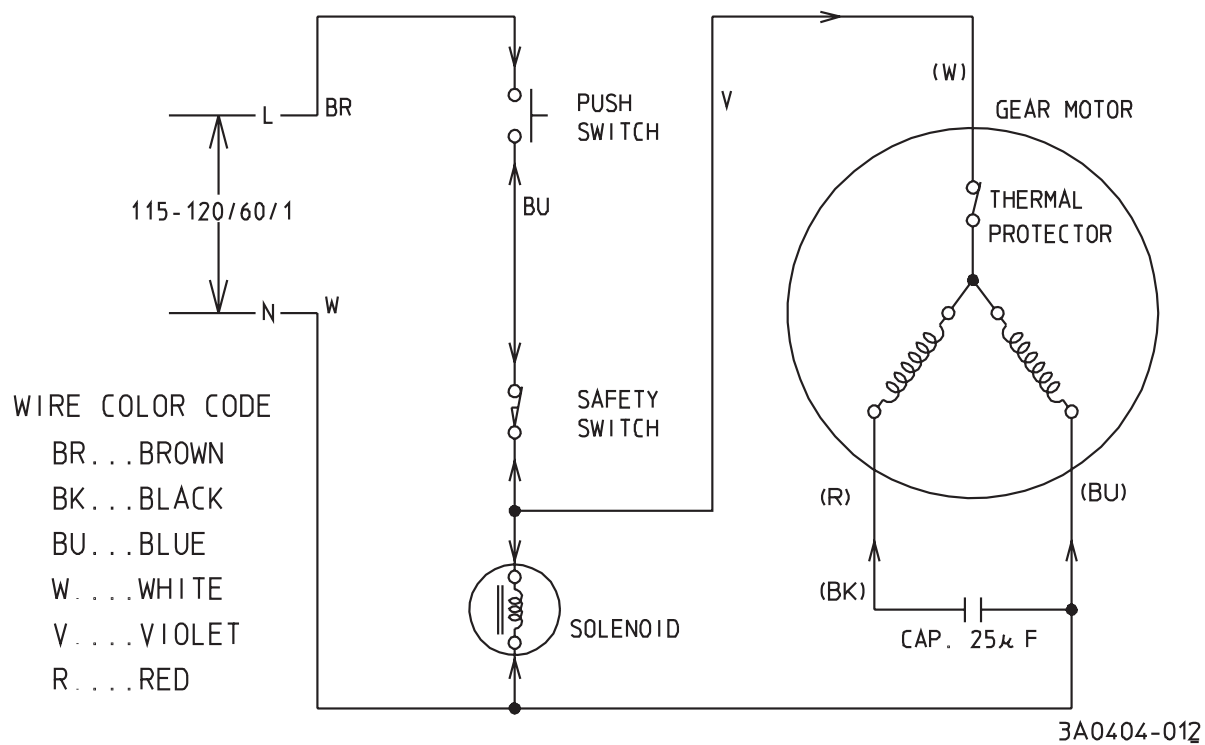 BR
L
PUSH
SWITCH
V
(W)
GEAR MOTOR
115-120/60/1
BU
THERMAL
PROTECTOR
N
W
SAFETY
SWITCH
WIRE COLOR CODE
BR...BROWN
BK...BLACK
BU...BLUE
W....WHITE
V....VIOLET
R....RED
(R)
(BU)
(BK)
SOLENOID
CAP. 25μ F
3A0404-012